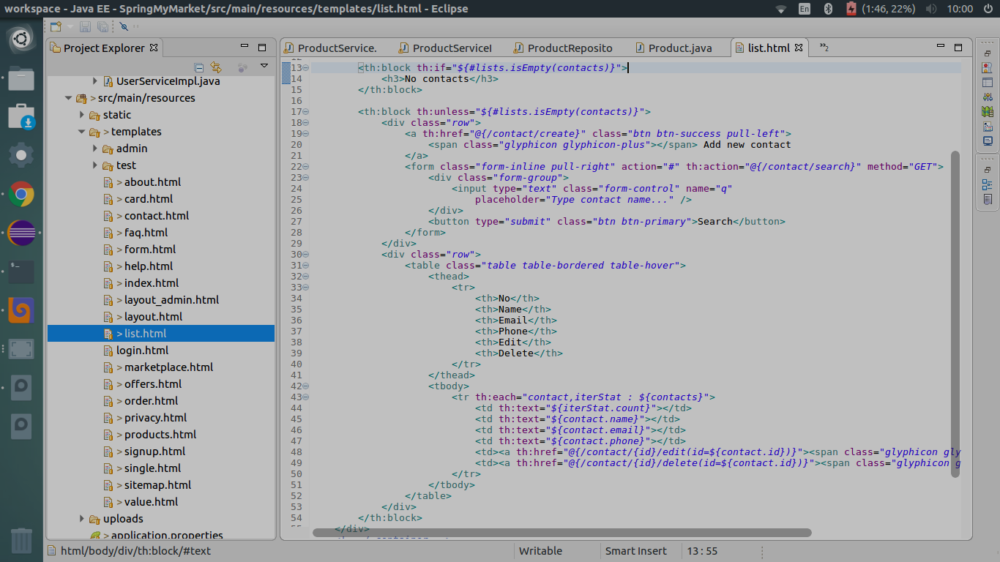 workspace - Java EE - SpringMyMarket/src/main/resources/templates/list.html - Eclipse
En (1:46, 22%) 10:00
Project Explorer
ProductService.
ProductServiceI
ProductReposito
Product.java
list.html
»2
UserServiceImpl.java
> src/main/resources
static
> templates
admin
test
> about.html
> card.html
> contact.html
> faq.html
> form.html
> help.html
> index.html
> layout_admin.html
> layout.html
> list.html
login.html
> marketplace.html
> offers.html
> order.html
> privacy.html
> products.html
> signup.html
> single.html
> sitemap.html
> value.html
uploads
> application.properties
13 <th:block th:if="${#lists.isEmpty(contacts)}">
14 <h3>No contacts</h3>
15 </th:block>
16
17 <th:block th:unless="${#lists.isEmpty(contacts)}">
18 <div class="row">
19 <a th:href="@{/contact/create}" class="btn btn-success pull-left">
20 <span class="glyphicon glyphicon-plus"></span> Add new contact
21 </a>
22 <form class="form-inline pull-right" action="#" th:action="@{/contact/search}" method="GET">
23 <div class="form-group">
24 <input type="text" class="form-control" name="q"
25 placeholder="Type contact name..." />
26 </div>
27 <button type="submit" class="btn btn-primary">Search</button>
28 </form>
29 </div>
30 <div class="row">
31 <table class="table table-bordered table-hover">
32 <thead>
33 <tr>
34 <th>No</th>
35 <th>Name</th>
36 <th>Email</th>
37 <th>Phone</th>
38 <th>Edit</th>
39 <th>Delete</th>
40 </tr>
41 </thead>
42 <tbody>
43 <tr th:each="contact,iterStat : ${contacts}">
44 <td th:text="${iterStat.count}"></td>
45 <td th:text="${contact.name}"></td>
46 <td th:text="${contact.email}"></td>
47 <td th:text="${contact.phone}"></td>
48 <td><a th:href="@{/contact/{id}/edit(id=${contact.id})}"><span class="glyphicon gly
49 <td><a th:href="@{/contact/{id}/delete(id=${contact.id})}"><span class="glyphicon g
50 </tr>
51 </tbody>
52 </table>
53 </div>
54 </th:block>
55 </div>
html/body/div/th:block/#text
Writable
Smart Insert
13 : 55